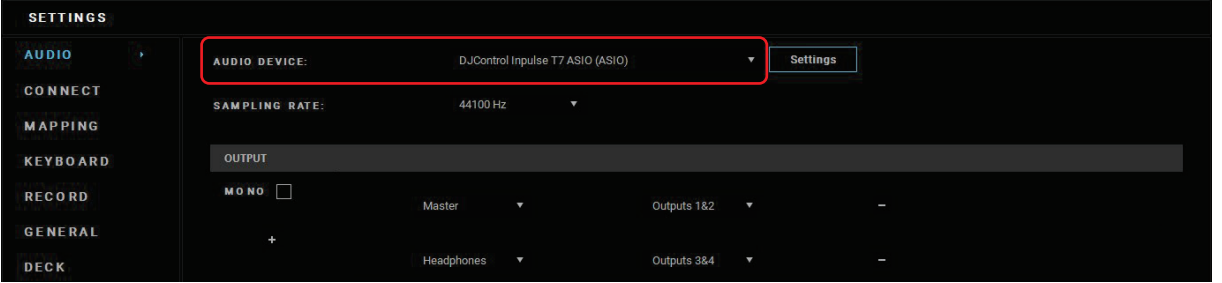 SETTINGS
AUDIO
CONNECT
MAPPING
KEYBOARD
RECORD
GENERAL
DECK
AUDIO DEVICE: DJControl Inpulse T7 ASIO (ASIO) Settings
SAMPLING RATE: 44100 Hz
OUTPUT
MONO
Master Outputs 1&2 –
+
Headphones Outputs 3&4 –